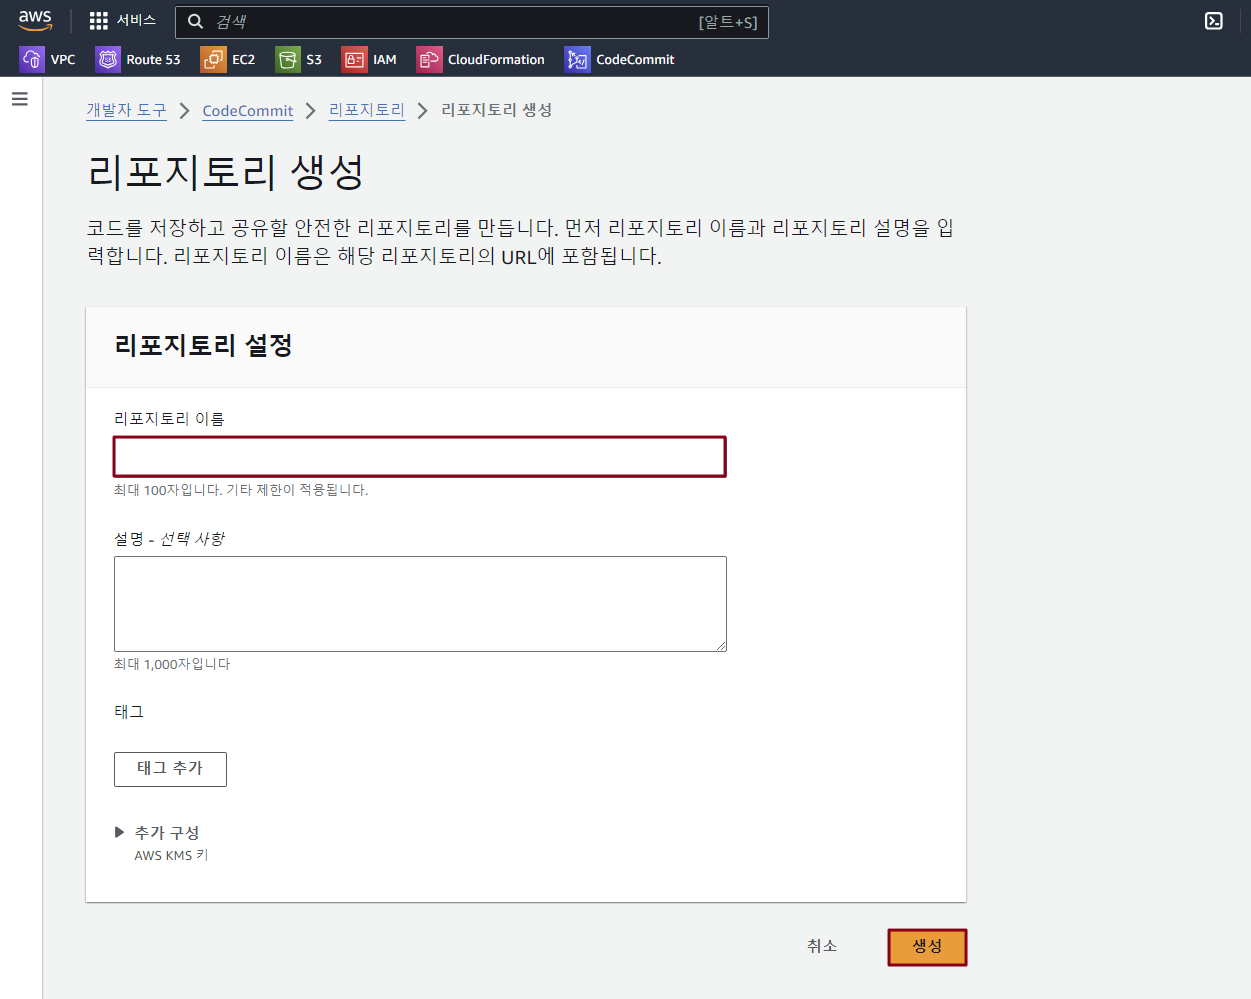 aws 서비스 검색 [알트+S]
VPC Route 53 EC2 S3 IAM CloudFormation CodeCommit
개발자 도구 CodeCommit 리포지토리 리포지토리 생성
리포지토리 생성
코드를 저장하고 공유할 안전한 리포지토리를 만듭니다. 먼저 리포지토리 이름과 리포지토리 설명을 입
력합니다. 리포지토리 이름은 해당 리포지토리의 URL에 포함됩니다.
리포지토리 설정
리포지토리 이름
최대 100자입니다. 기타 제한이 적용됩니다.
설명 - 선택 사항
최대 1,000자입니다
태그
태그 추가
추가 구성
AWS KMS 키
취소 생성